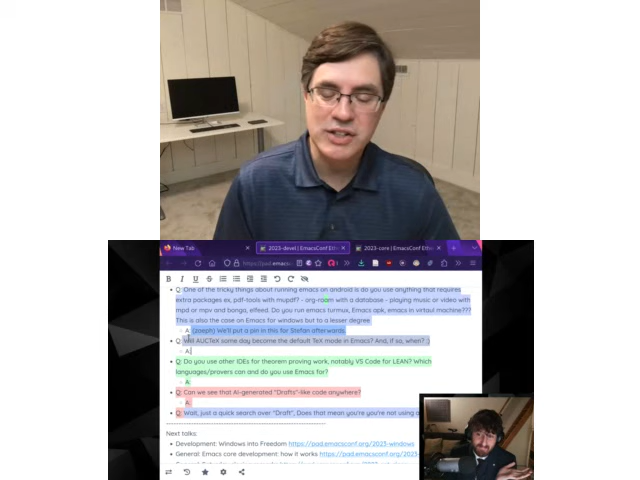 New Tab
2023-devel | EmacsConf Ethe
2023-core | EmacsConf Ethe
https://pad.emacs
Q: One of the tricky things about running emacs on android is do you use anything that requires
extra packages ex, pdf-tools with mupdf? - org-roam with a database - playing music or video with
mpd or mpv and bongo, elfeed. Do you run emacs turmux, Emacs apk, emacs in virtual machine???
This is also the case on Emacs for windows but to a lesser degree
A: (zaeph) We'll put a pin in this for Stefan afterwards.
Q: Will AUCTeX some day become the default TeX mode in Emacs? And, if so, when? :)
A:
Q: Do you use other IDEs for theorem proving work, notably VS Code for LEAN? Which
languages/provers can and do you use Emacs for?
A:
Q: Can we see that AI-generated "Drafts"-like code anywhere?
A:
Q: Wait, just a quick search over "Draft". Does that mean you're you're not using a
Next talks:
Development: Windows into Freedom https://pad.emacsconf.org/2023-windows
General: Emacs core development: how it works https://pad.emacsconf.org/2023-